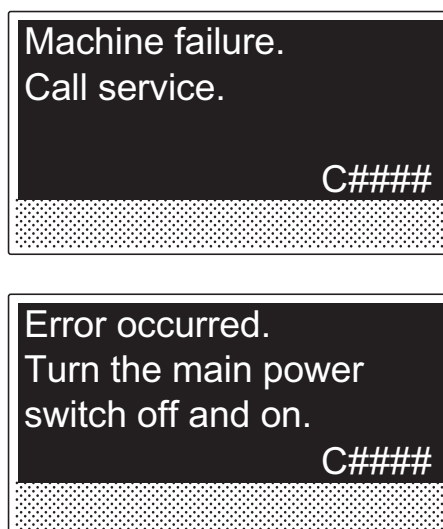 Machine failure.
Call service.
C####
Error occurred.
Turn the main power
switch off and on.
C####